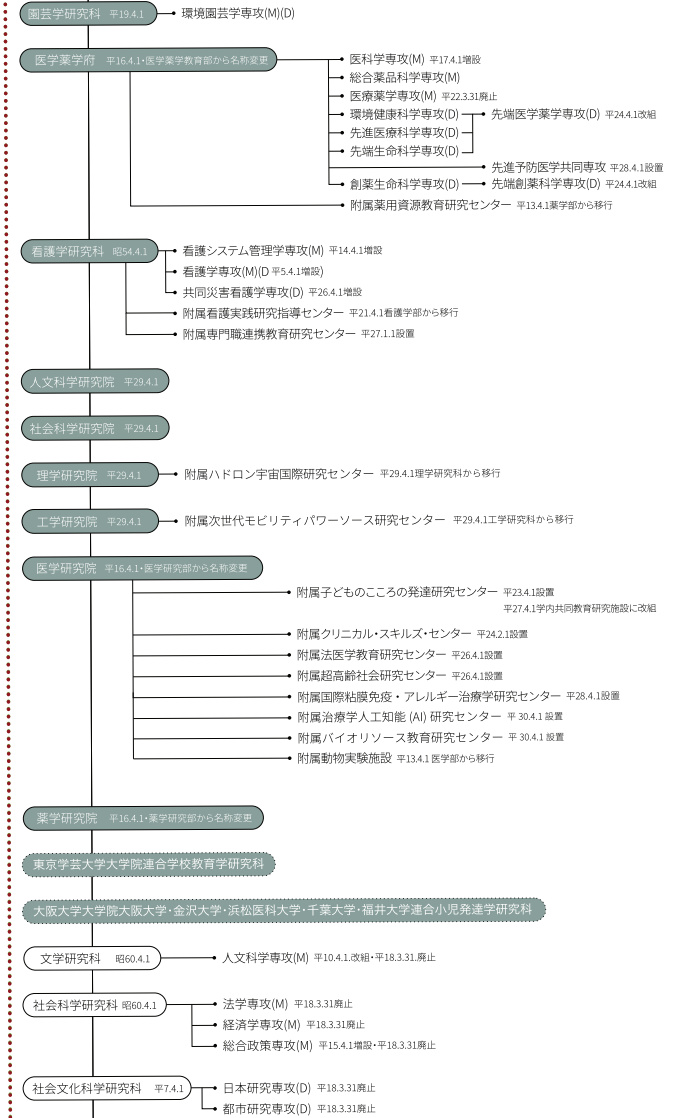 園芸学研究科 平19.4.1 環境園芸学専攻(M)(D)
医学薬学府 平16.4.1・医学薬学教育部から名称変更 医科学専攻(M) 平17.4.1増設
総合薬品科学専攻(M)
医療薬学専攻(M) 平22.3.31廃止
環境健康科学専攻(D) 先端医学薬学専攻(D) 平24.4.1改組
先進医療科学専攻(D)
先端生命科学専攻(D)
先進予防医学共同専攻 平28.4.1設置
創薬生命科学専攻(D) 先端創薬科学専攻(D) 平24.4.1改組
附属薬用資源教育研究センター 平13.4.1薬学部から移行
看護学研究科 昭54.4.1 看護システム管理学専攻(M) 平14.4.1増設
看護学専攻(M)(D 平5.4.1増設)
共同災害看護学専攻(D) 平26.4.1増設
附属看護実践研究指導センター 平21.4.1看護学部から移行
附属専門職連携教育研究センター 平27.1.1設置
人文科学研究院 平29.4.1
社会科学研究院 平29.4.1
理学研究院 平29.4.1 附属ハドロン宇宙国際研究センター 平29.4.1理学研究科から移行
工学研究院 平29.4.1 附属次世代モビリティパワーソース研究センター 平29.4.1工学研究科から移行
医学研究院 平16.4.1・医学研究部から名称変更
附属子どものこころの発達研究センター 平23.4.1設置
平27.4.1学内共同教育研究施設に改組
附属クリニカル・スキルズ・センター 平24.2.1設置
附属法医学教育研究センター 平26.4.1設置
附属超高齢社会研究センター 平26.4.1設置
附属国際粘膜免疫・アレルギー治療学研究センター 平28.4.1設置
附属治療学人工知能 (AI) 研究センター 平 30.4.1 設置
附属バイオリソース教育研究センター 平 30.4.1 設置
附属動物実験施設 平13.4.1 医学部から移行
薬学研究院 平16.4.1・薬学研究部から名称変更
東京学芸大学大学院連合学校教育学研究科
大阪大学大学院大阪大学・金沢大学・浜松医科大学・千葉大学・福井大学連合小児発達学研究科
文学研究科 昭60.4.1 人文科学専攻(M) 平10.4.1.改組・平18.3.31.廃止
社会科学研究科 昭60.4.1 法学専攻(M) 平18.3.31廃止
経済学専攻(M) 平18.3.31廃止
総合政策専攻(M) 平15.4.1増設・平18.3.31廃止
社会文化科学研究科 平7.4.1 日本研究専攻(D) 平18.3.31廃止
都市研究専攻(D) 平18.3.31廃止